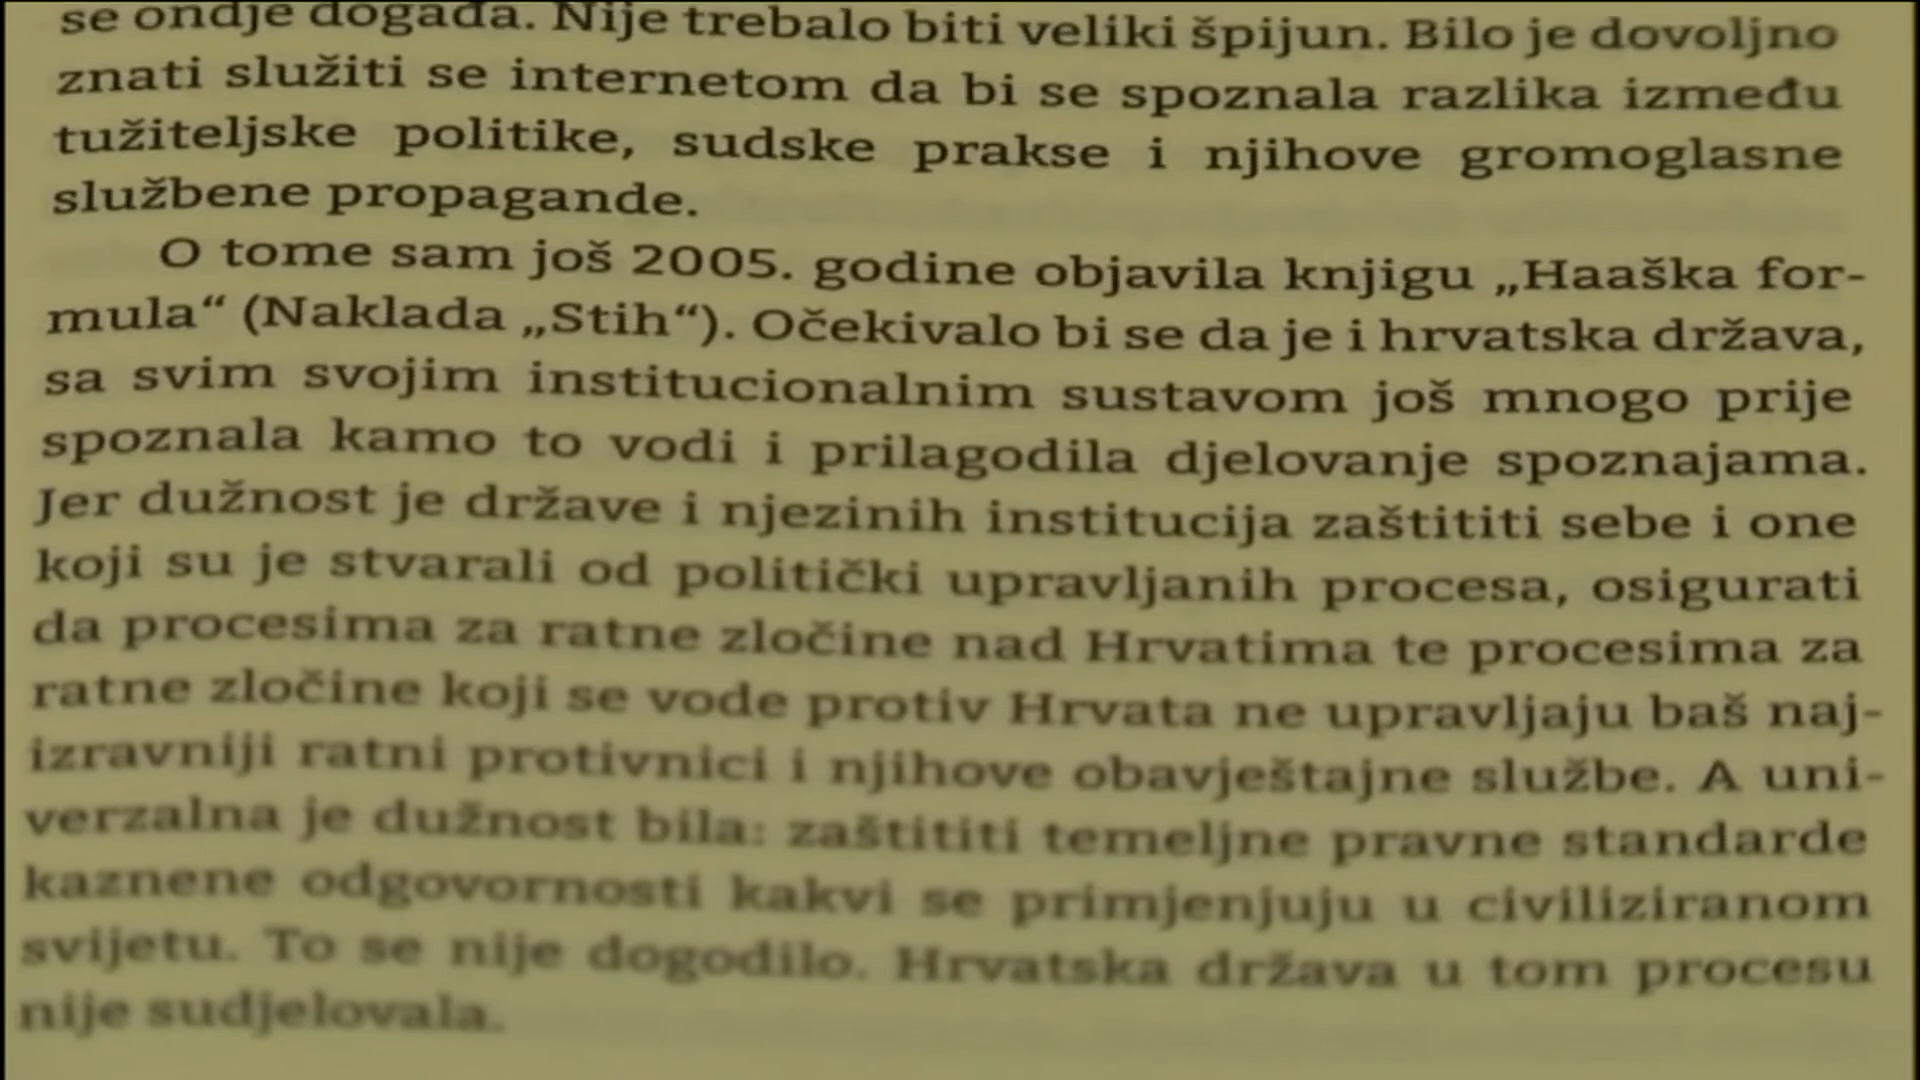 se ondje događa. Nije trebalo biti veliki špijun. Bilo je dovoljno
znati služiti se internetom da bi se spoznala razlika između
tužiteljske politike, sudske prakse i njihove gromoglasne
službene propagande.
O tome sam još 2005. godine objavila knjigu „Haaška for-
mula“ (Naklada „Stih“). Očekivalo bi se da je i hrvatska država,
sa svim svojim institucionalnim sustavom još mnogo prije
spoznala kamo to vodi i prilagodila djelovanje spoznajama.
Jer dužnost je države i njezinih institucija zaštititi sebe i one
koji su je stvarali od politički upravljanih procesa, osigurati
da procesima za ratne zločine nad Hrvatima te procesima za
ratne zločine koji se vode protiv Hrvata ne upravljaju baš naj-
izravniji ratni protivnici i njihove obavještajne službe. A uni-
verzalna je dužnost bila: zaštititi temeljne pravne standarde
kaznene odgovornosti kakvi se primjenjuju u civiliziranom
svijetu. To se nije dogodilo. Hrvatska država u tom procesu
nije sudjelovala.